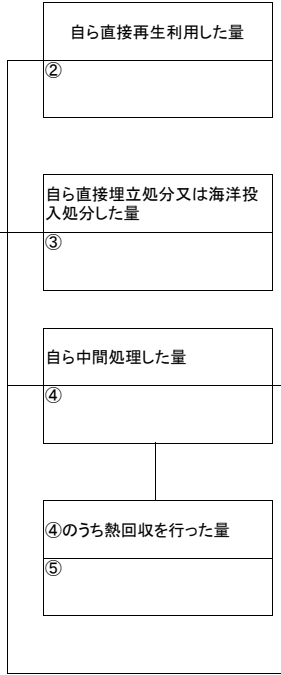 自ら直接再生利用した量
②
自ら直接埋立処分又は海洋投
入処分した量
③
自ら中間処理した量
④
④のうち熱回収を行った量
⑤